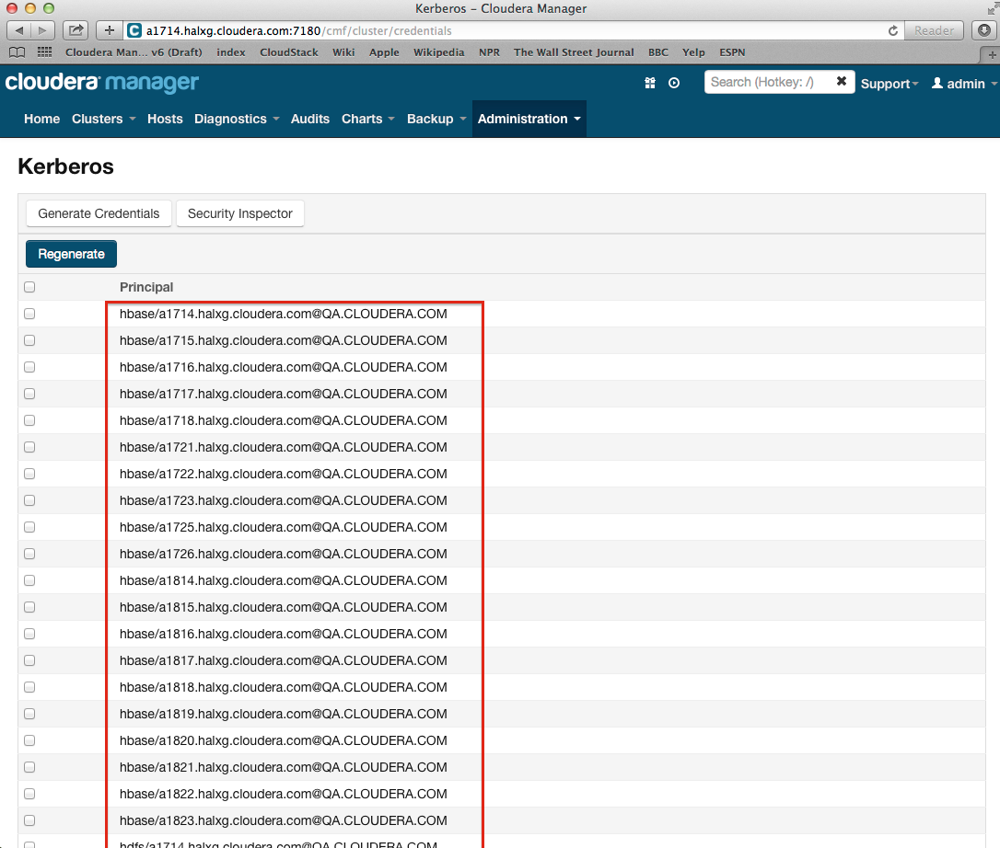 Kerberos – Cloudera Manager
a1714.halxg.cloudera.com:7180/cmf/cluster/credentials Reader
Cloudera Man... v6 (Draft) index CloudStack Wiki Apple Wikipedia NPR The Wall Street Journal BBC Yelp ESPN
cloudera manager Search (Hotkey: /) Support admin
Home Clusters Hosts Diagnostics Audits Charts Backup Administration
Kerberos
Generate Credentials Security Inspector
Regenerate
Principal
hbase/a1714.halxg.cloudera.com@QA.CLOUDERA.COM
hbase/a1715.halxg.cloudera.com@QA.CLOUDERA.COM
hbase/a1716.halxg.cloudera.com@QA.CLOUDERA.COM
hbase/a1717.halxg.cloudera.com@QA.CLOUDERA.COM
hbase/a1718.halxg.cloudera.com@QA.CLOUDERA.COM
hbase/a1721.halxg.cloudera.com@QA.CLOUDERA.COM
hbase/a1722.halxg.cloudera.com@QA.CLOUDERA.COM
hbase/a1723.halxg.cloudera.com@QA.CLOUDERA.COM
hbase/a1725.halxg.cloudera.com@QA.CLOUDERA.COM
hbase/a1726.halxg.cloudera.com@QA.CLOUDERA.COM
hbase/a1814.halxg.cloudera.com@QA.CLOUDERA.COM
hbase/a1815.halxg.cloudera.com@QA.CLOUDERA.COM
hbase/a1816.halxg.cloudera.com@QA.CLOUDERA.COM
hbase/a1817.halxg.cloudera.com@QA.CLOUDERA.COM
hbase/a1818.halxg.cloudera.com@QA.CLOUDERA.COM
hbase/a1819.halxg.cloudera.com@QA.CLOUDERA.COM
hbase/a1820.halxg.cloudera.com@QA.CLOUDERA.COM
hbase/a1821.halxg.cloudera.com@QA.CLOUDERA.COM
hbase/a1822.halxg.cloudera.com@QA.CLOUDERA.COM
hbase/a1823.halxg.cloudera.com@QA.CLOUDERA.COM
hdfs/a1714.halxg.cloudera.com@QA.CLOUDERA.COM